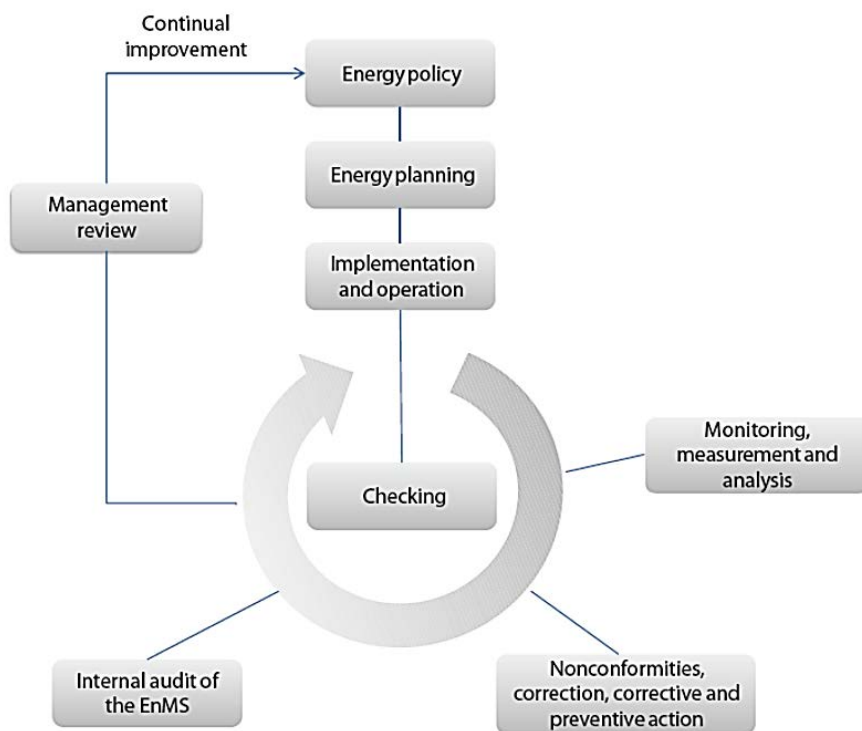 Continual
improvement
Energy policy
Energy planning
Management
review
Implementation
and operation
Monitoring,
measurement and
analysis
Checking
Internal audit of
the EnMS
Nonconformities,
correction, corrective and
preventive action